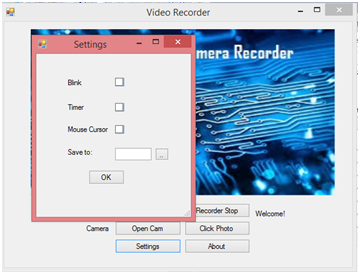 Video Recorder
Settings
mera Recorder
Blink
Timer
Mouse Cursor
Save to:
...
OK
Recorder Stop
Welcome!
Camera
Open Cam
Click Photo
Settings
About